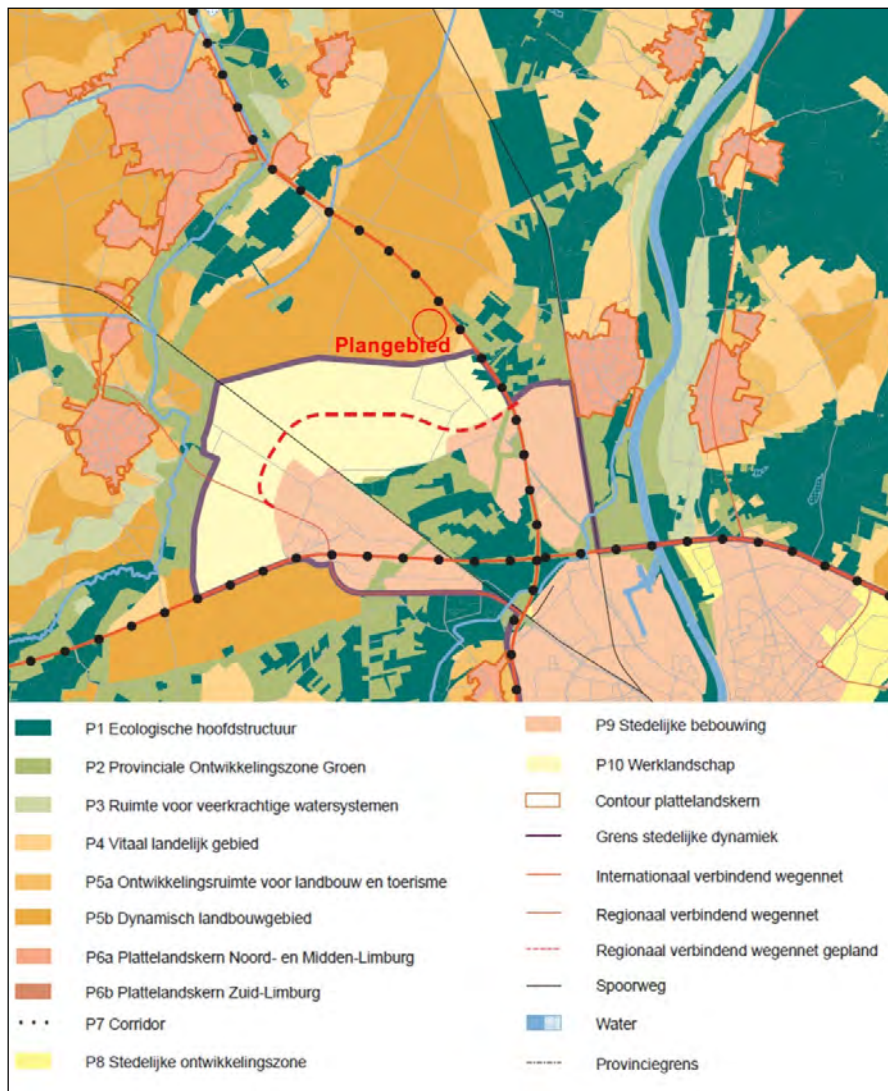 Plangebied
P1 Ecologische hoofdstructuur
P2 Provinciale Ontwikkelingszone Groen
P3 Ruimte voor veerkrachtige watersystemen
P4 Vitaal landelijk gebied
P5a Ontwikkelingsruimte voor landbouw en toerisme
P5b Dynamisch landbouwgebied
P6a Plattelandskern Noord- en Midden-Limburg
P6b Plattelandskern Zuid-Limburg
P7 Corridor
P8 Stedelijke ontwikkelingszone
P9 Stedelijke bebouwing
P10 Werklandschap
Contour plattelandskern
Grens stedelijke dynamiek
Internationaal verbindend wegennet
Regionaal verbindend wegennet
Regionaal verbindend wegennet gepland
Spoorweg
Water
Provinciegrens